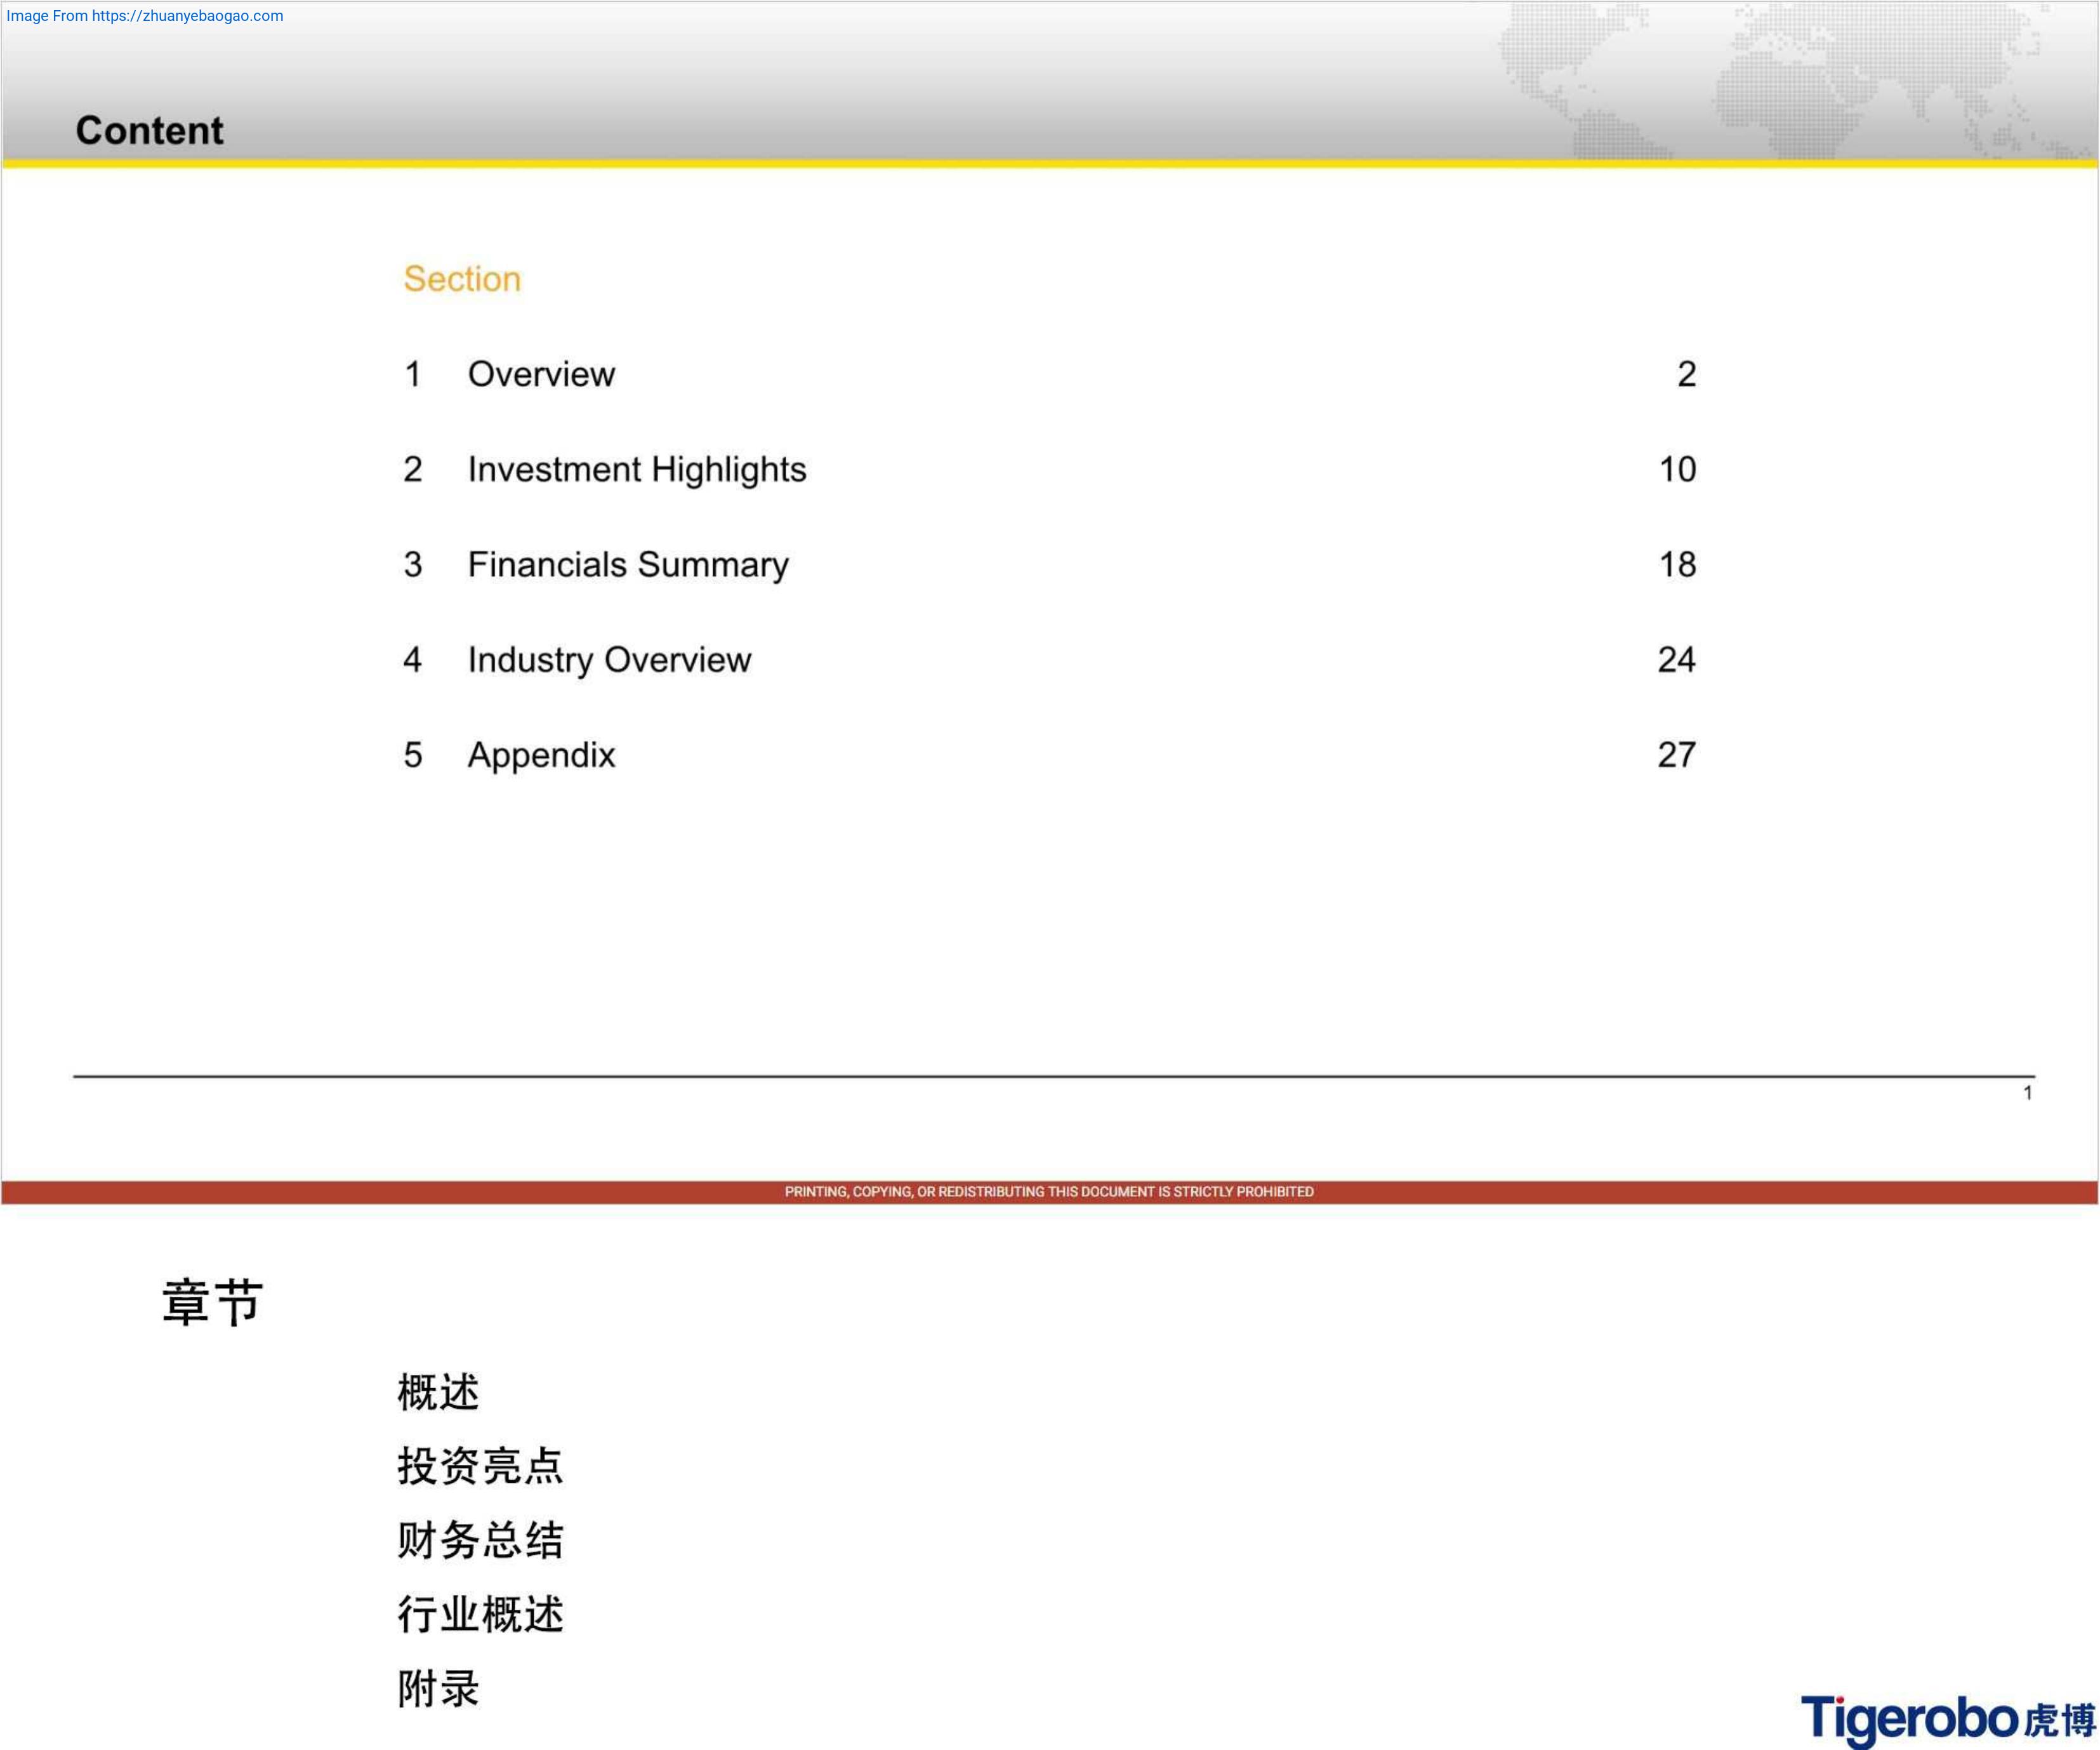 Image From https://zhuanyebaogao.com
Content
Section
1 Overview 2
2 Investment Highlights 10
3 Financials Summary 18
4 Industry Overview 24
5 Appendix 27
1
PRINTING, COPYING, OR REDISTRIBUTING THIS DOCUMENT IS STRICTLY PROHIBITED
章节
概述
投资亮点
财务总结
行业概述
附录
Tigerobo虎博